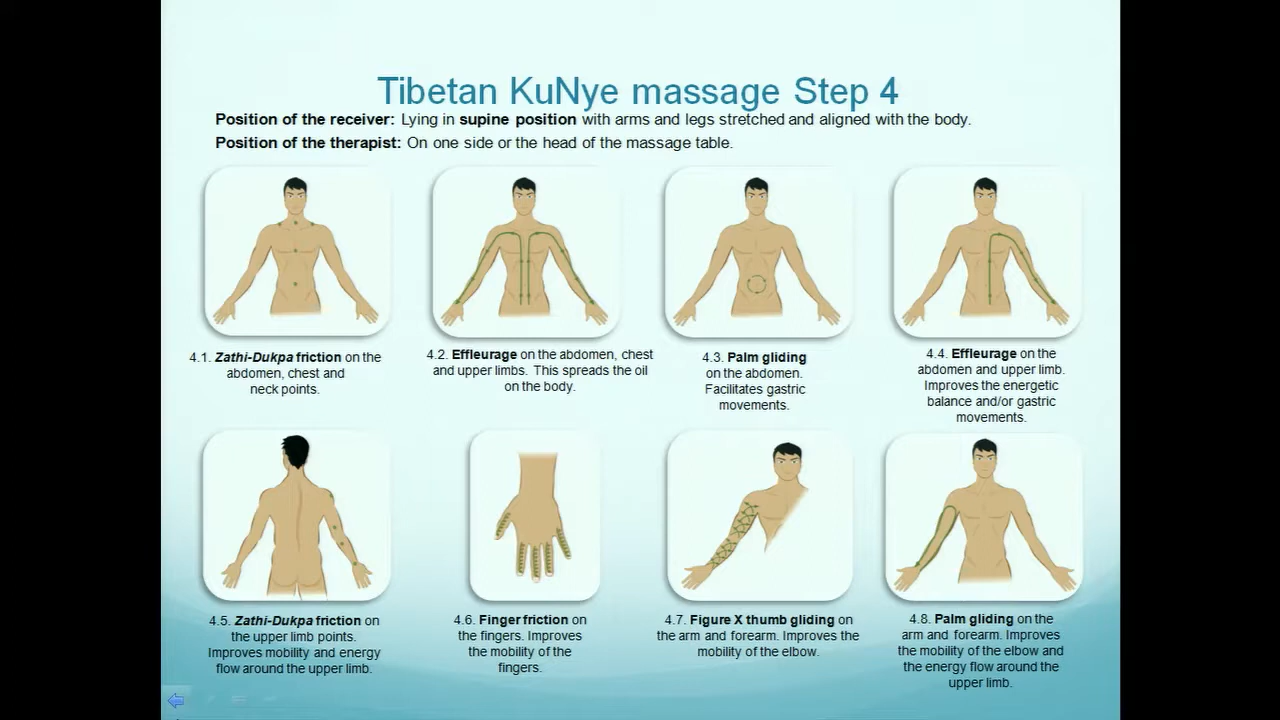 Tibetan KuNye massage Step 4
Position of the receiver: Lying in supine position with arms and legs stretched and aligned with the body.
Position of the therapist: On one side or the head of the massage table.
4.1. Zathi-Dukpa friction on the
abdomen, chest and
neck points.
4.2. Effleurage on the abdomen, chest
and upper limbs. This spreads the oil
on the body.
4.3. Palm gliding
on the abdomen.
Facilitates gastric
movements.
4.4. Effleurage on the
abdomen and upper limb.
Improves the energetic
balance and/or gastric
movements.
4.5. Zathi-Dukpa friction on
the upper limb points.
Improves mobility and energy
flow around the upper limb.
4.6. Finger friction on
the fingers. Improves
the mobility of the
fingers.
4.7. Figure X thumb gliding on
the arm and forearm. Improves the
mobility of the elbow.
4.8. Palm gliding on the
arm and forearm. Improves
the mobility of the elbow and
the energy flow around the
upper limb.